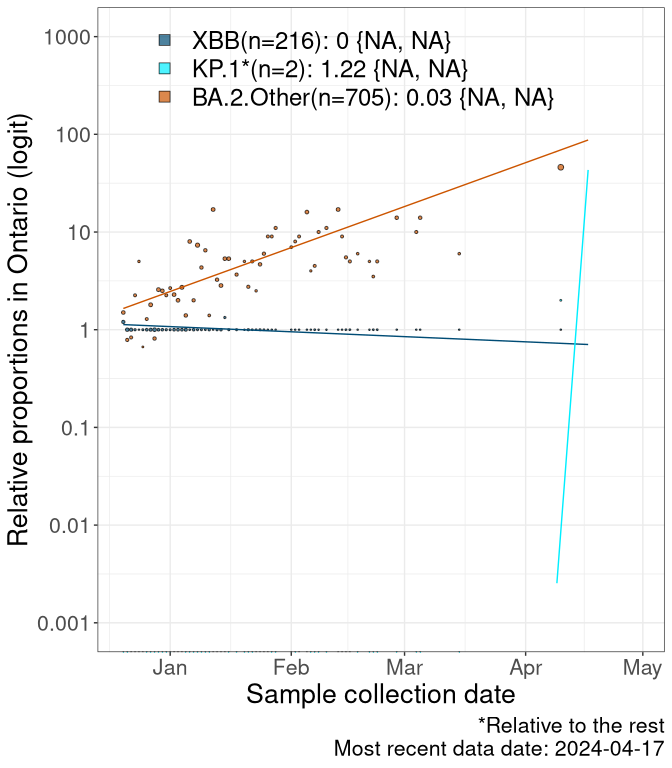 XBB(n=216): 0 {NA, NA}
KP.1*(n=2): 1.22 {NA, NA}
BA.2.Other(n=705): 0.03 {NA, NA}
Relative proportions in Ontario (logit)
1000
100
10
1
0.1
0.01
0.001
Jan Feb Mar Apr May
Sample collection date
*Relative to the rest
Most recent data date: 2024-04-17